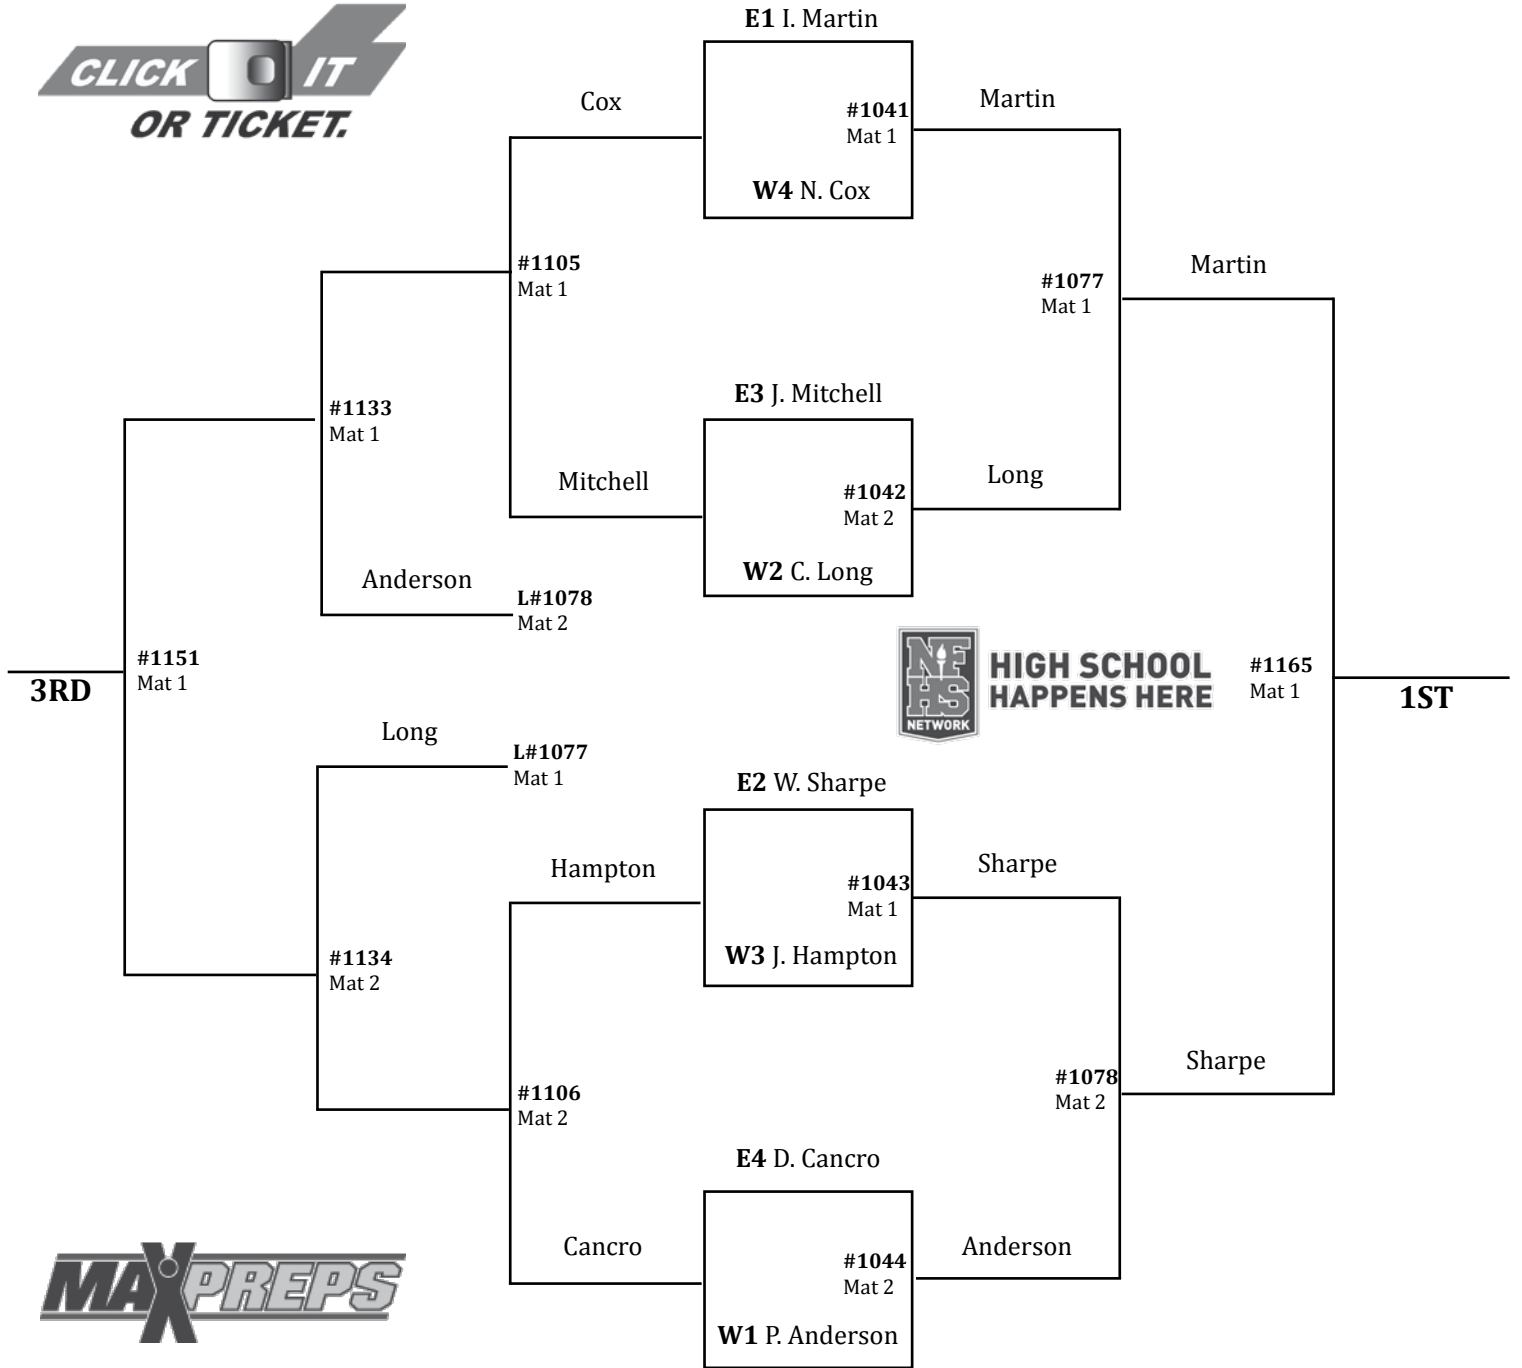 E1 I. Martin
CLICK IT
OR TICKET.
Cox
#1041
Mat 1
Martin
W4 N. Cox
#1105
Mat 1
Martin
#1077
Mat 1
E3 J. Mitchell
#1133
Mat 1
Mitchell
#1042
Mat 2
Long
W2 C. Long
Anderson
L#1078
Mat 2
#1151
Mat 1
3RD
NF
HS
NETWORK
HIGH SCHOOL
HAPPENS HERE
#1165
Mat 1
1ST
Long
L#1077
Mat 1
E2 W. Sharpe
Hampton
#1043
Mat 1
Sharpe
W3 J. Hampton
#1134
Mat 2
#1106
Mat 2
#1078
Mat 2
Sharpe
E4 D. Cancro
Cancro
#1044
Mat 2
Anderson
W1 P. Anderson
MAXPREPS